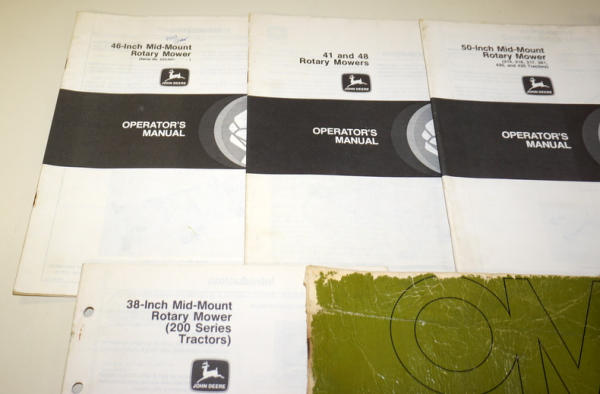 46-Inch Mid-Mount
Rotary Mower
JOHN DEERE
OPERATOR'S
MANUAL
41 and 48
Rotary Mowers
JOHN DEERE
OPERATOR'S
MANUAL
50-Inch Mid-Mount
Rotary Mower
JOHN DEERE
OPERATOR'S
MANUAL
38-Inch Mid-Mount
Rotary Mower
(200 Series
Tractors)
JOHN DEERE
OM